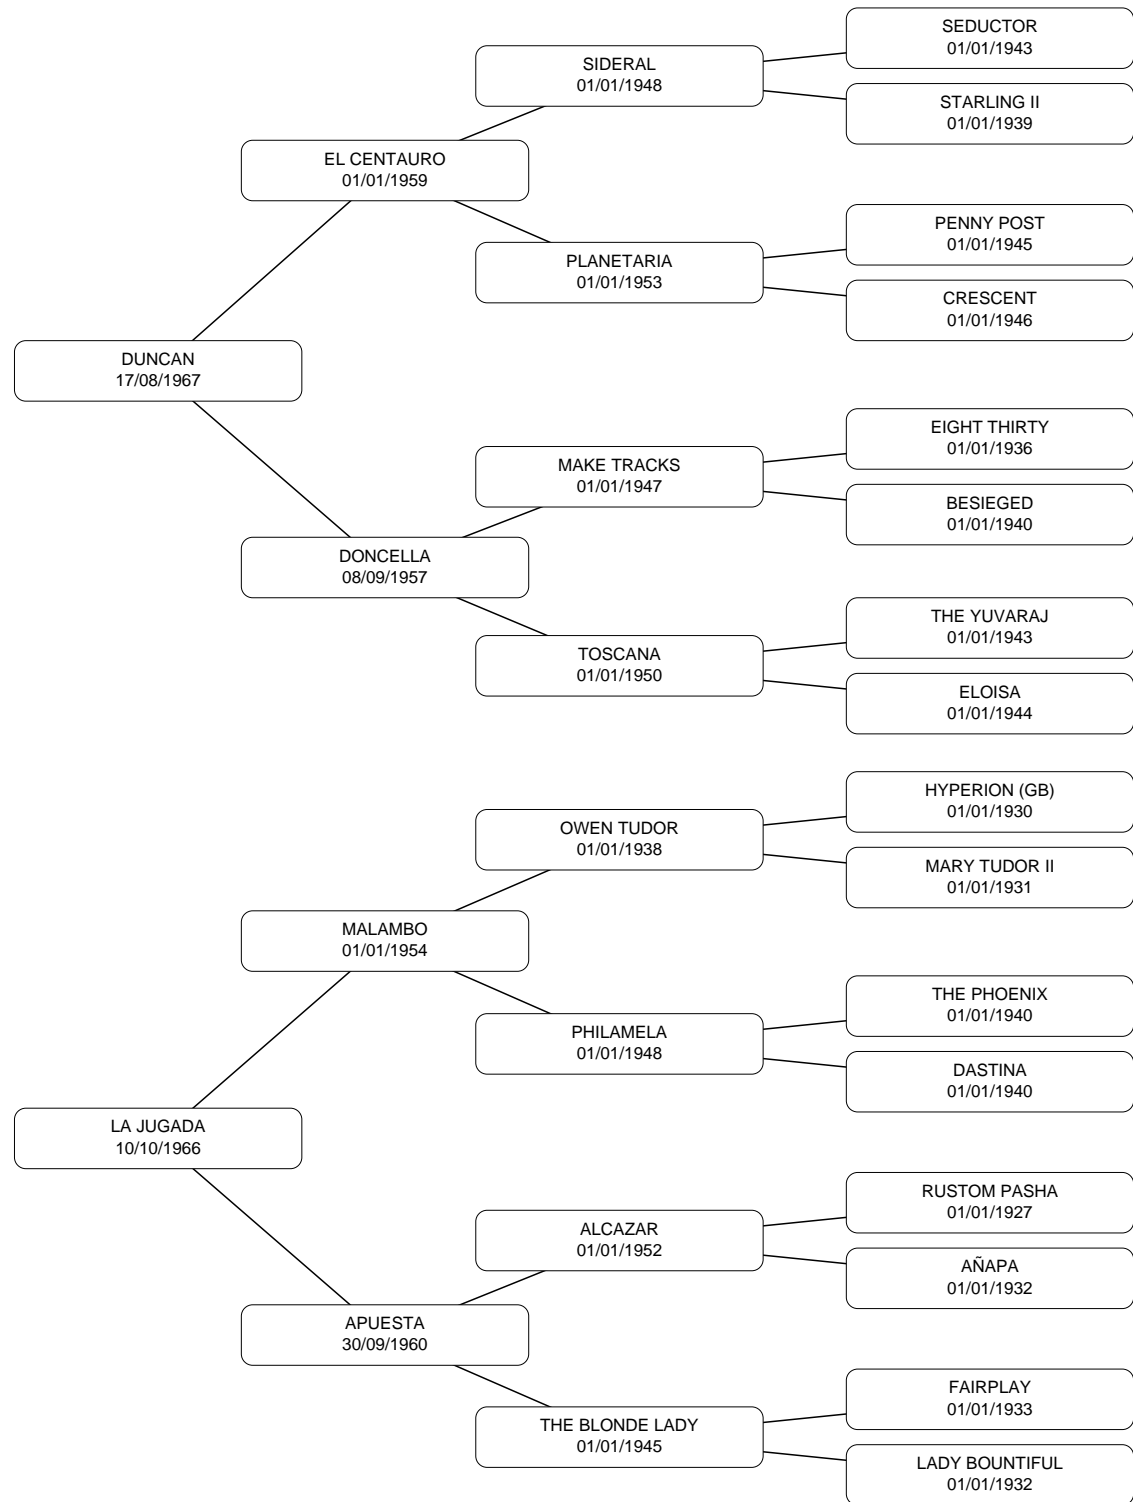 SEDUCTOR
01/01/1943
SIDERAL
01/01/1948
STARLING II
01/01/1939
EL CENTAURO
01/01/1959
PENNY POST
01/01/1945
PLANETARIA
01/01/1953
CRESCENT
01/01/1946
DUNCAN
17/08/1967
EIGHT THIRTY
01/01/1936
MAKE TRACKS
01/01/1947
BESIEGED
01/01/1940
DONCELLA
08/09/1957
THE YUVARAJ
01/01/1943
TOSCANA
01/01/1950
ELOISA
01/01/1944
HYPERION (GB)
01/01/1930
OWEN TUDOR
01/01/1938
MARY TUDOR II
01/01/1931
MALAMBO
01/01/1954
THE PHOENIX
01/01/1940
PHILAMELA
01/01/1948
DASTINA
01/01/1940
LA JUGADA
10/10/1966
RUSTOM PASHA
01/01/1927
ALCAZAR
01/01/1952
AÑAPA
01/01/1932
APUESTA
30/09/1960
FAIRPLAY
01/01/1933
THE BLONDE LADY
01/01/1945
LADY BOUNTIFUL
01/01/1932